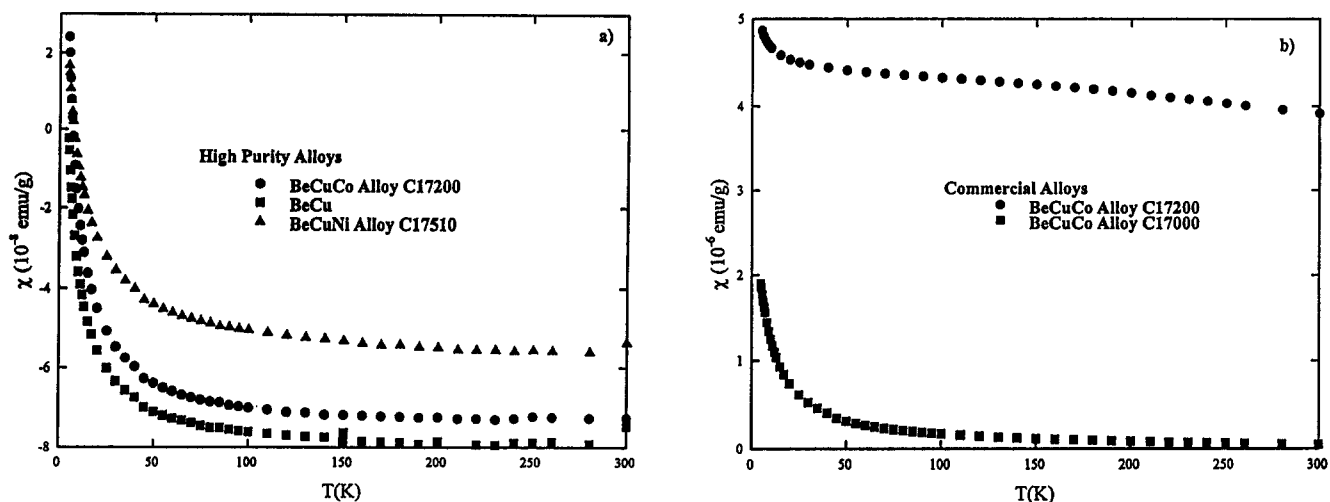 a)
2
0
-2
-4
-6
-8
χ (10⁻⁸ emu/g)
High Purity Alloys
BeCuCo Alloy C17200
BeCu
BeCuNi Alloy C17510
0 50 100 150 200 250 300
T(K)
b)
5
4
3
2
1
0
χ (10⁻⁶ emu/g)
Commercial Alloys
BeCuCo Alloy C17200
BeCuCo Alloy C17000
0 50 100 150 200 250 300
T(K)